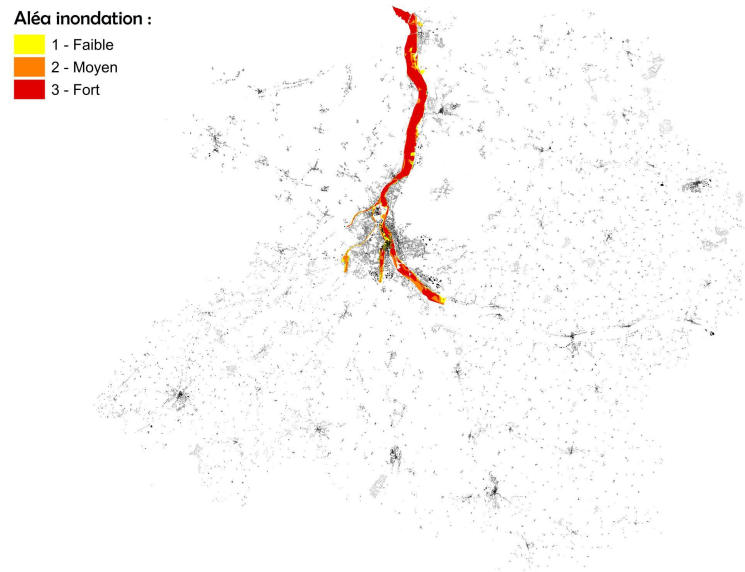 Aléa inondation :
1 - Faible
2 - Moyen
3 - Fort